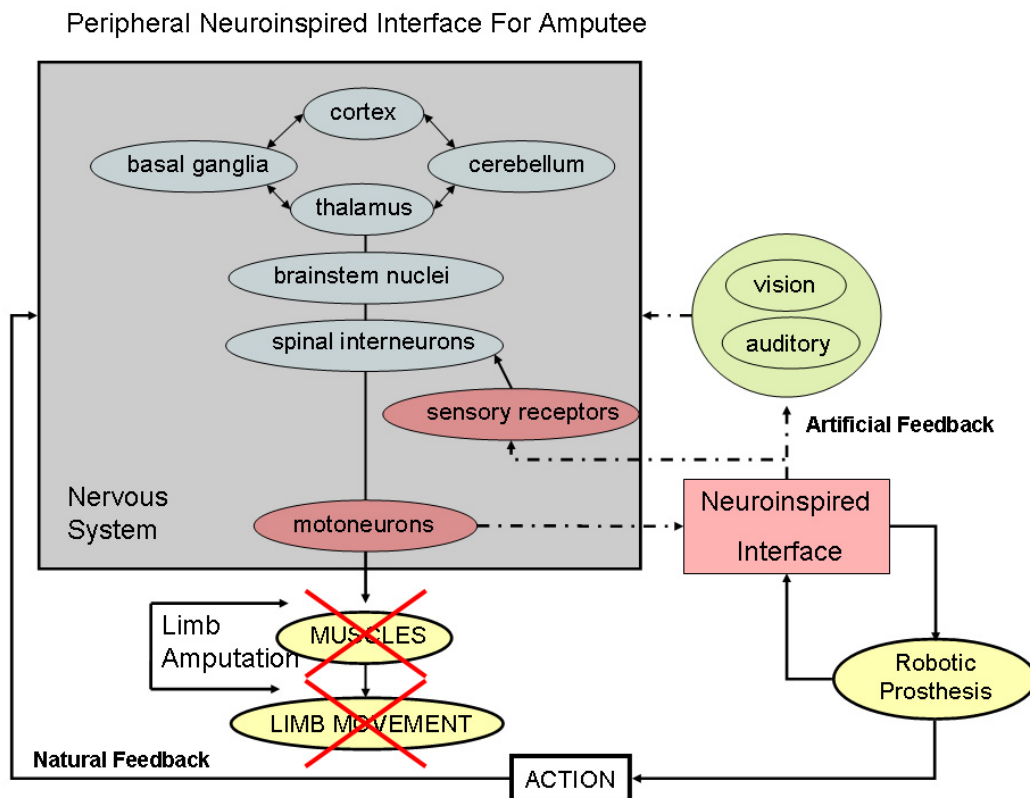 Peripheral Neuroinspired Interface For Amputee
cortex
basal ganglia
cerebellum
thalamus
brainstem nuclei
vision
spinal interneurons
auditory
sensory receptors
Artificial Feedback
Nervous
System
motoneurons
Neuroinspired
Interface
Limb
Amputation
MUSCLES
LIMB MOVEMENT
Robotic
Prosthesis
Natural Feedback
ACTION